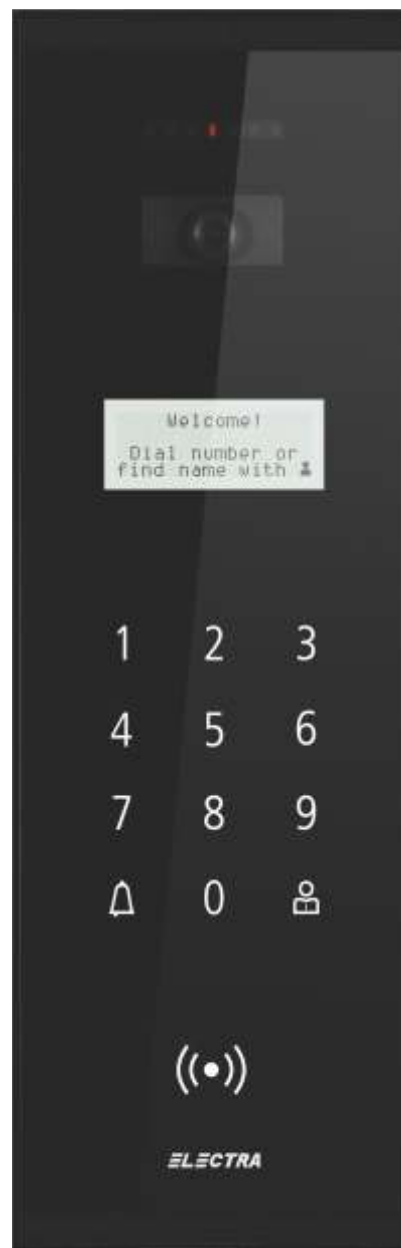 Welcome!
Dial number or
find name with
1 2 3
4 5 6
7 8 9
0
ELECTRA